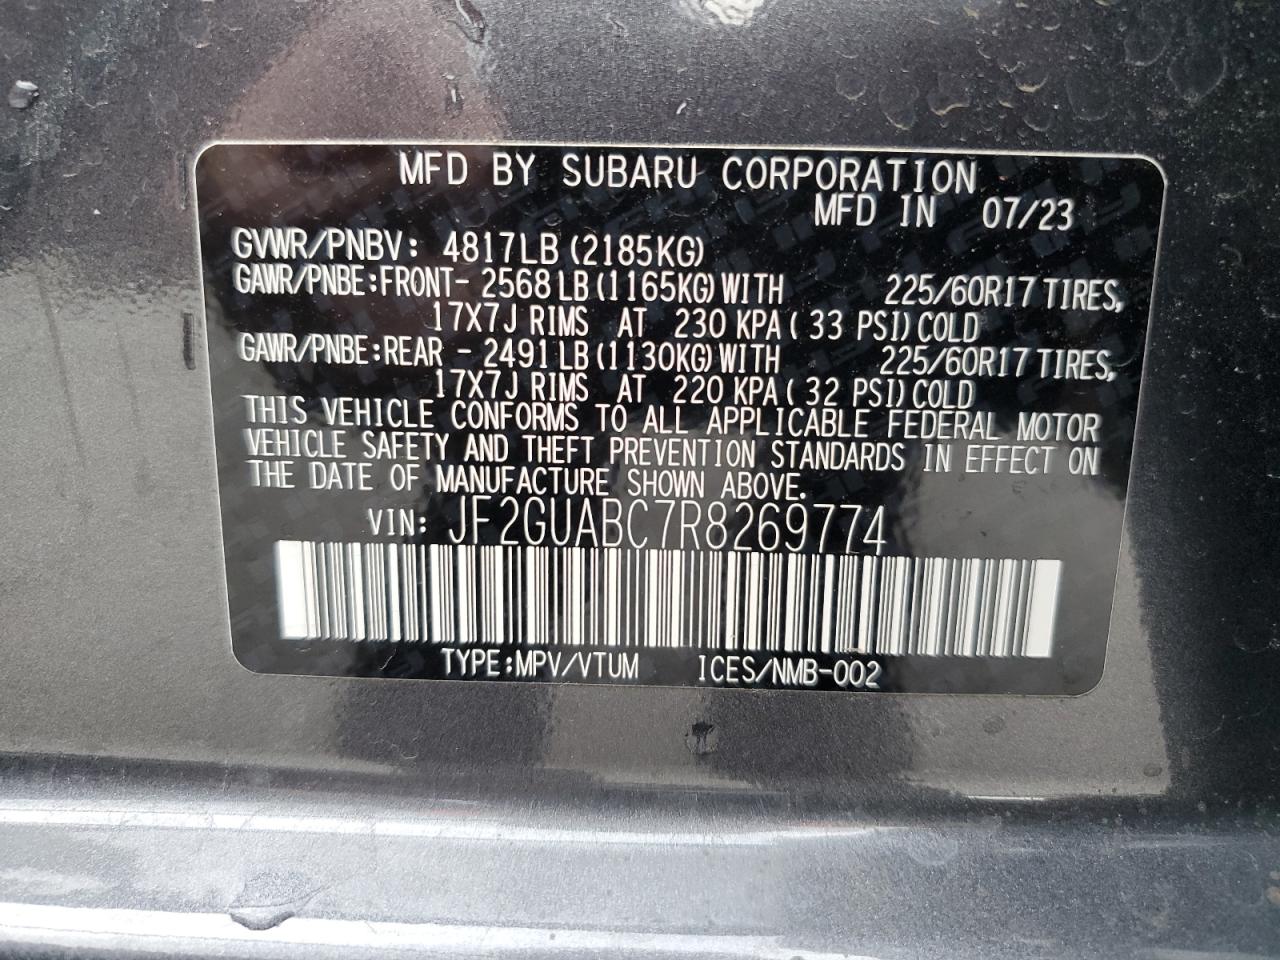 MFD BY SUBARU CORPORATION
MFD IN 07/23
GVWR/PNBV: 4817LB (2185KG)
GAWR/PNBE:FRONT- 2568 LB (1165KG) WITH 225/60R17 TIRES,
17X7J RIMS AT 230 KPA ( 33 PSI) COLD
GAWR/PNBE:REAR - 2491 LB (1130KG) WITH 225/60R17 TIRES,
17X7J RIMS AT 220 KPA ( 32 PSI) COLD
THIS VEHICLE CONFORMS TO ALL APPLICABLE FEDERAL MOTOR
VEHICLE SAFETY AND THEFT PREVENTION STANDARDS IN EFFECT ON
THE DATE OF MANUFACTURE SHOWN ABOVE.
VIN: JF2GUABC7R8269774
TYPE:MPV/VTUM ICES/NMB-002